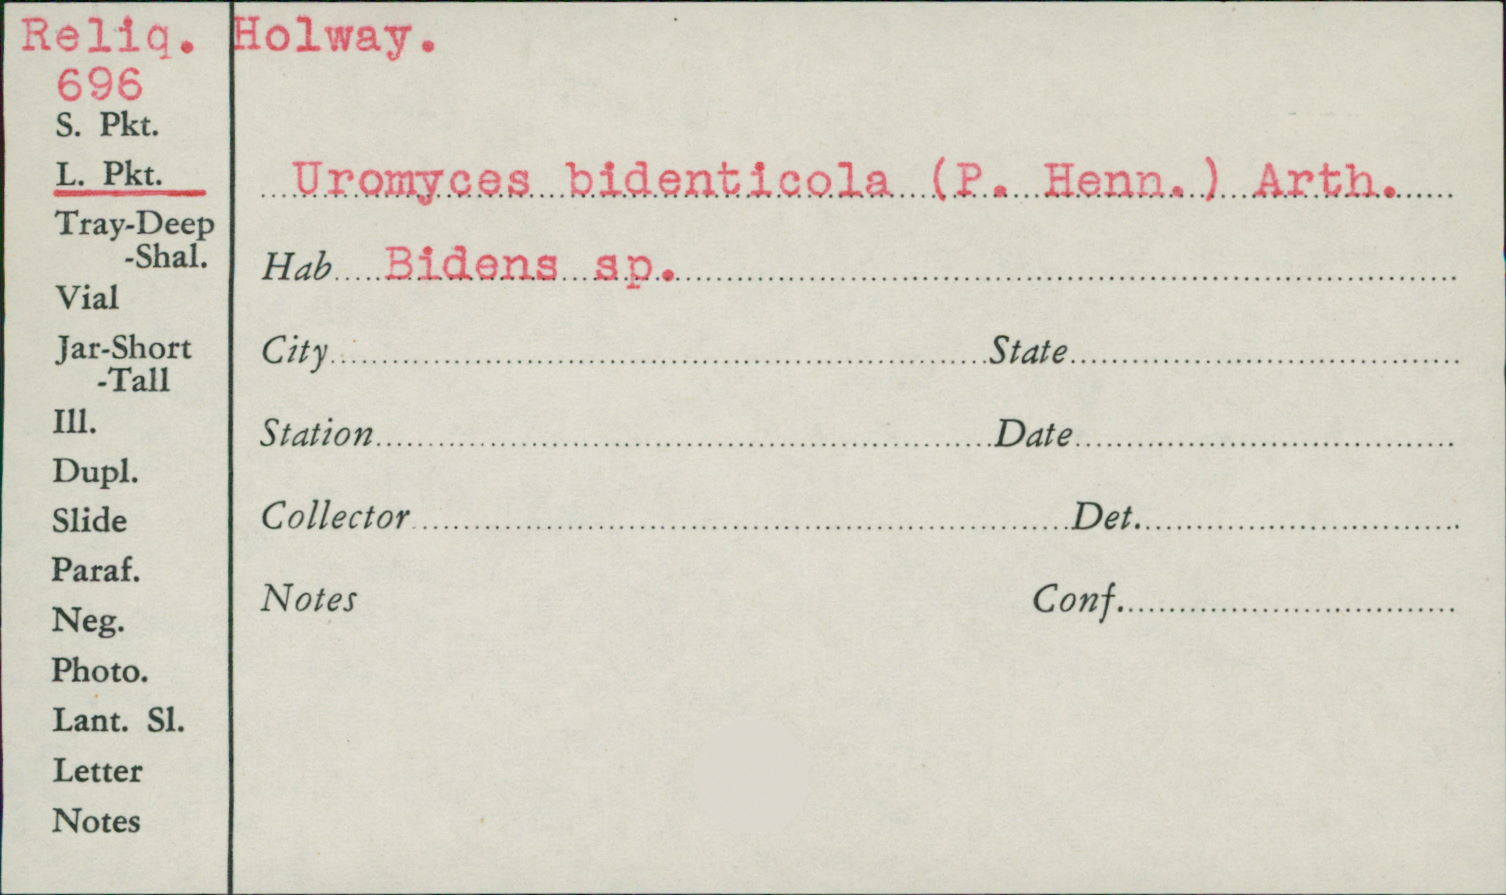 Reliq. Holway.
696
S. Pkt.
L. Pkt.
Uromyces bidenticola (P. Henn.) Arth.
Tray-Deep
-Shal.
Hab Bidens sp.
Vial
Jar-Short
-Tall
City State
Ill.
Station Date
Dupl.
Slide
Collector Det.
Paraf.
Notes Conf.
Neg.
Photo.
Lant. Sl.
Letter
Notes